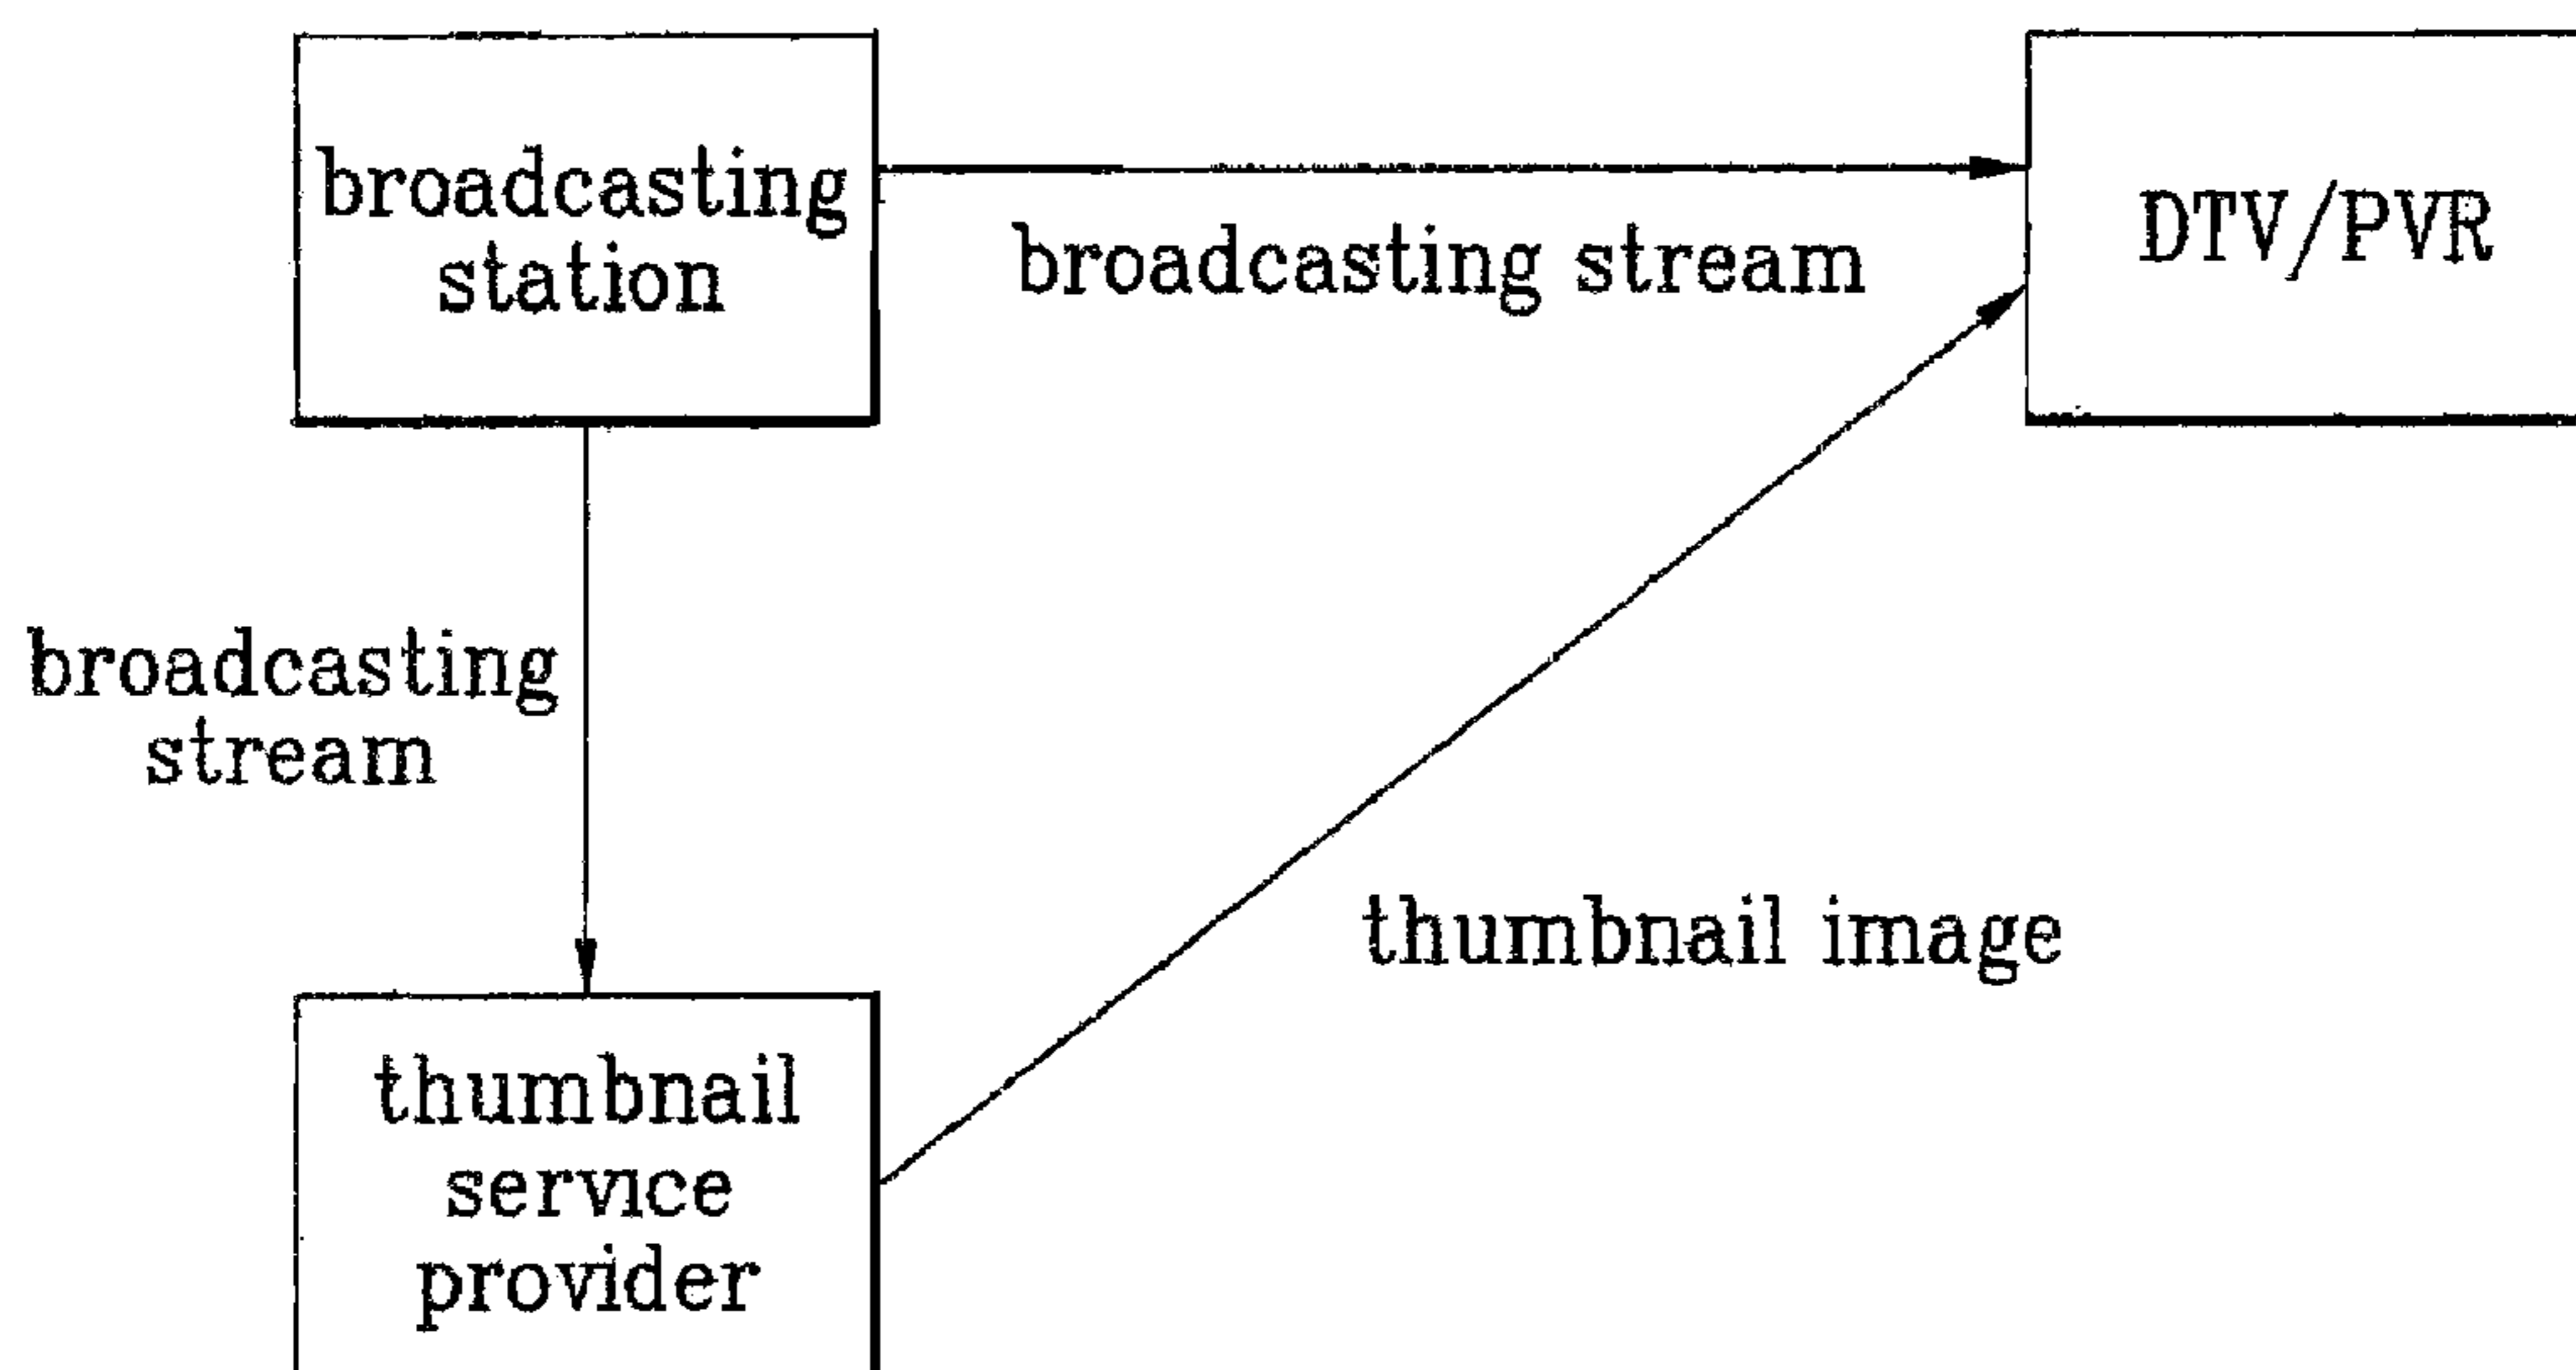 broadcasting
station
broadcasting stream
DTV/PVR
broadcasting
stream
thumbnail image
thumbnail
service
provider